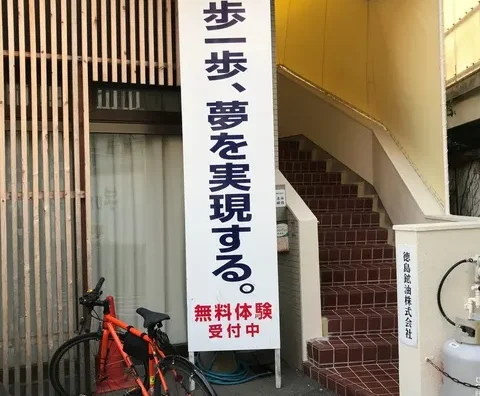 歩一歩、夢を実現する。
無料体験
受付中
徳島鉱油株式会社